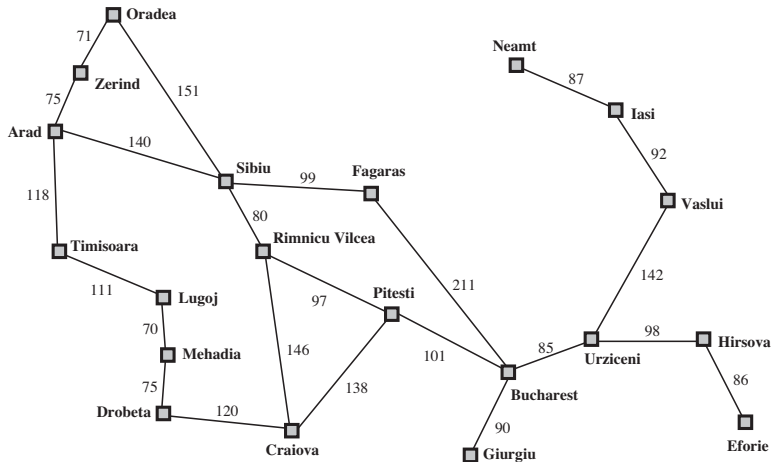 Oradea
71
Neamt
Zerind
87
151
75
Iasi
Arad
140
92
Sibiu
99
Fagaras
118
Vaslui
80
Timisoara
Rimnicu Vilcea
142
111
Lugoj
97
Pitesti
211
70
98
Hirsova
Mehadia
146
101
85
Urziceni
75
138
86
Bucharest
Drobeta
120
90
Craiova
Giurgiu
Eforie